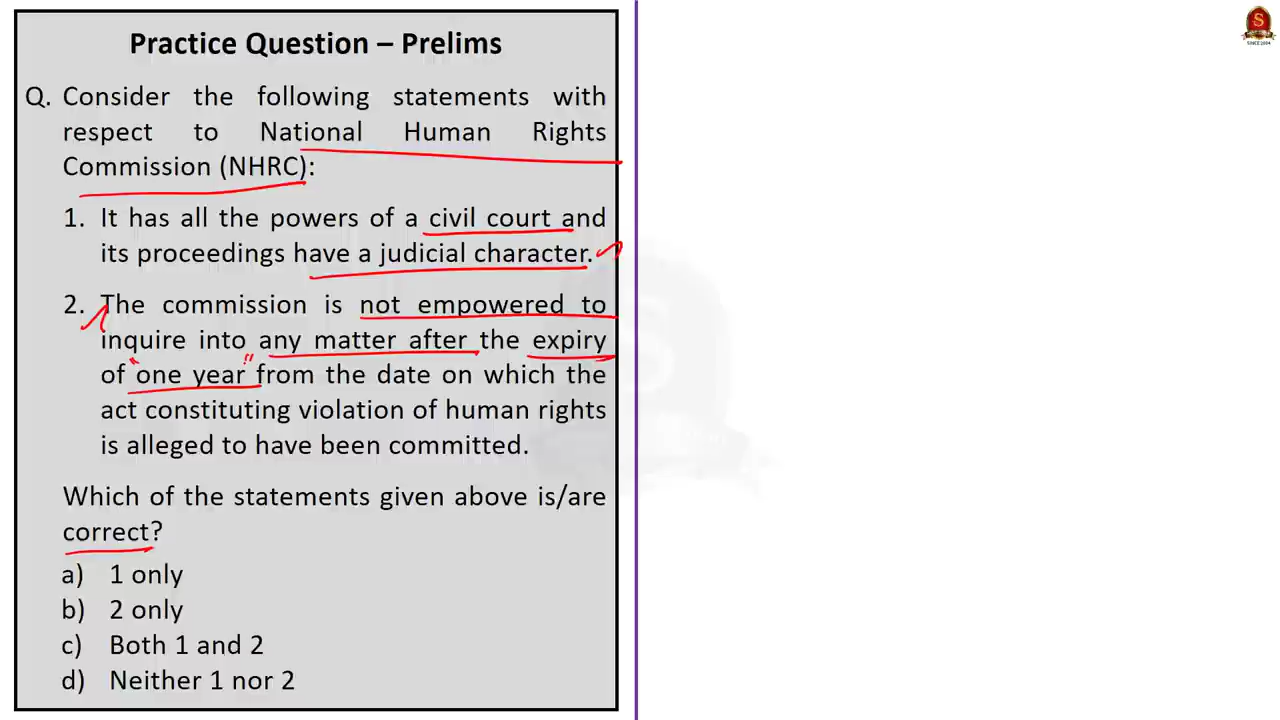 Practice Question – Prelims
Q. Consider the following statements with
respect to National Human Rights
Commission (NHRC):
1. It has all the powers of a civil court and
its proceedings have a judicial character.
2. The commission is not empowered to
inquire into any matter after the expiry
of "one year" from the date on which the
act constituting violation of human rights
is alleged to have been committed.
Which of the statements given above is/are
correct?
a) 1 only
b) 2 only
c) Both 1 and 2
d) Neither 1 nor 2
S
SINCE 2004